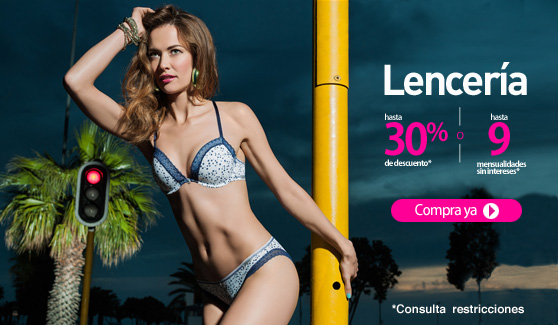 Lencería
hasta
30%
de descuento*
o
hasta
9
mensualidades
sin intereses*
Compra ya
*Consulta restricciones